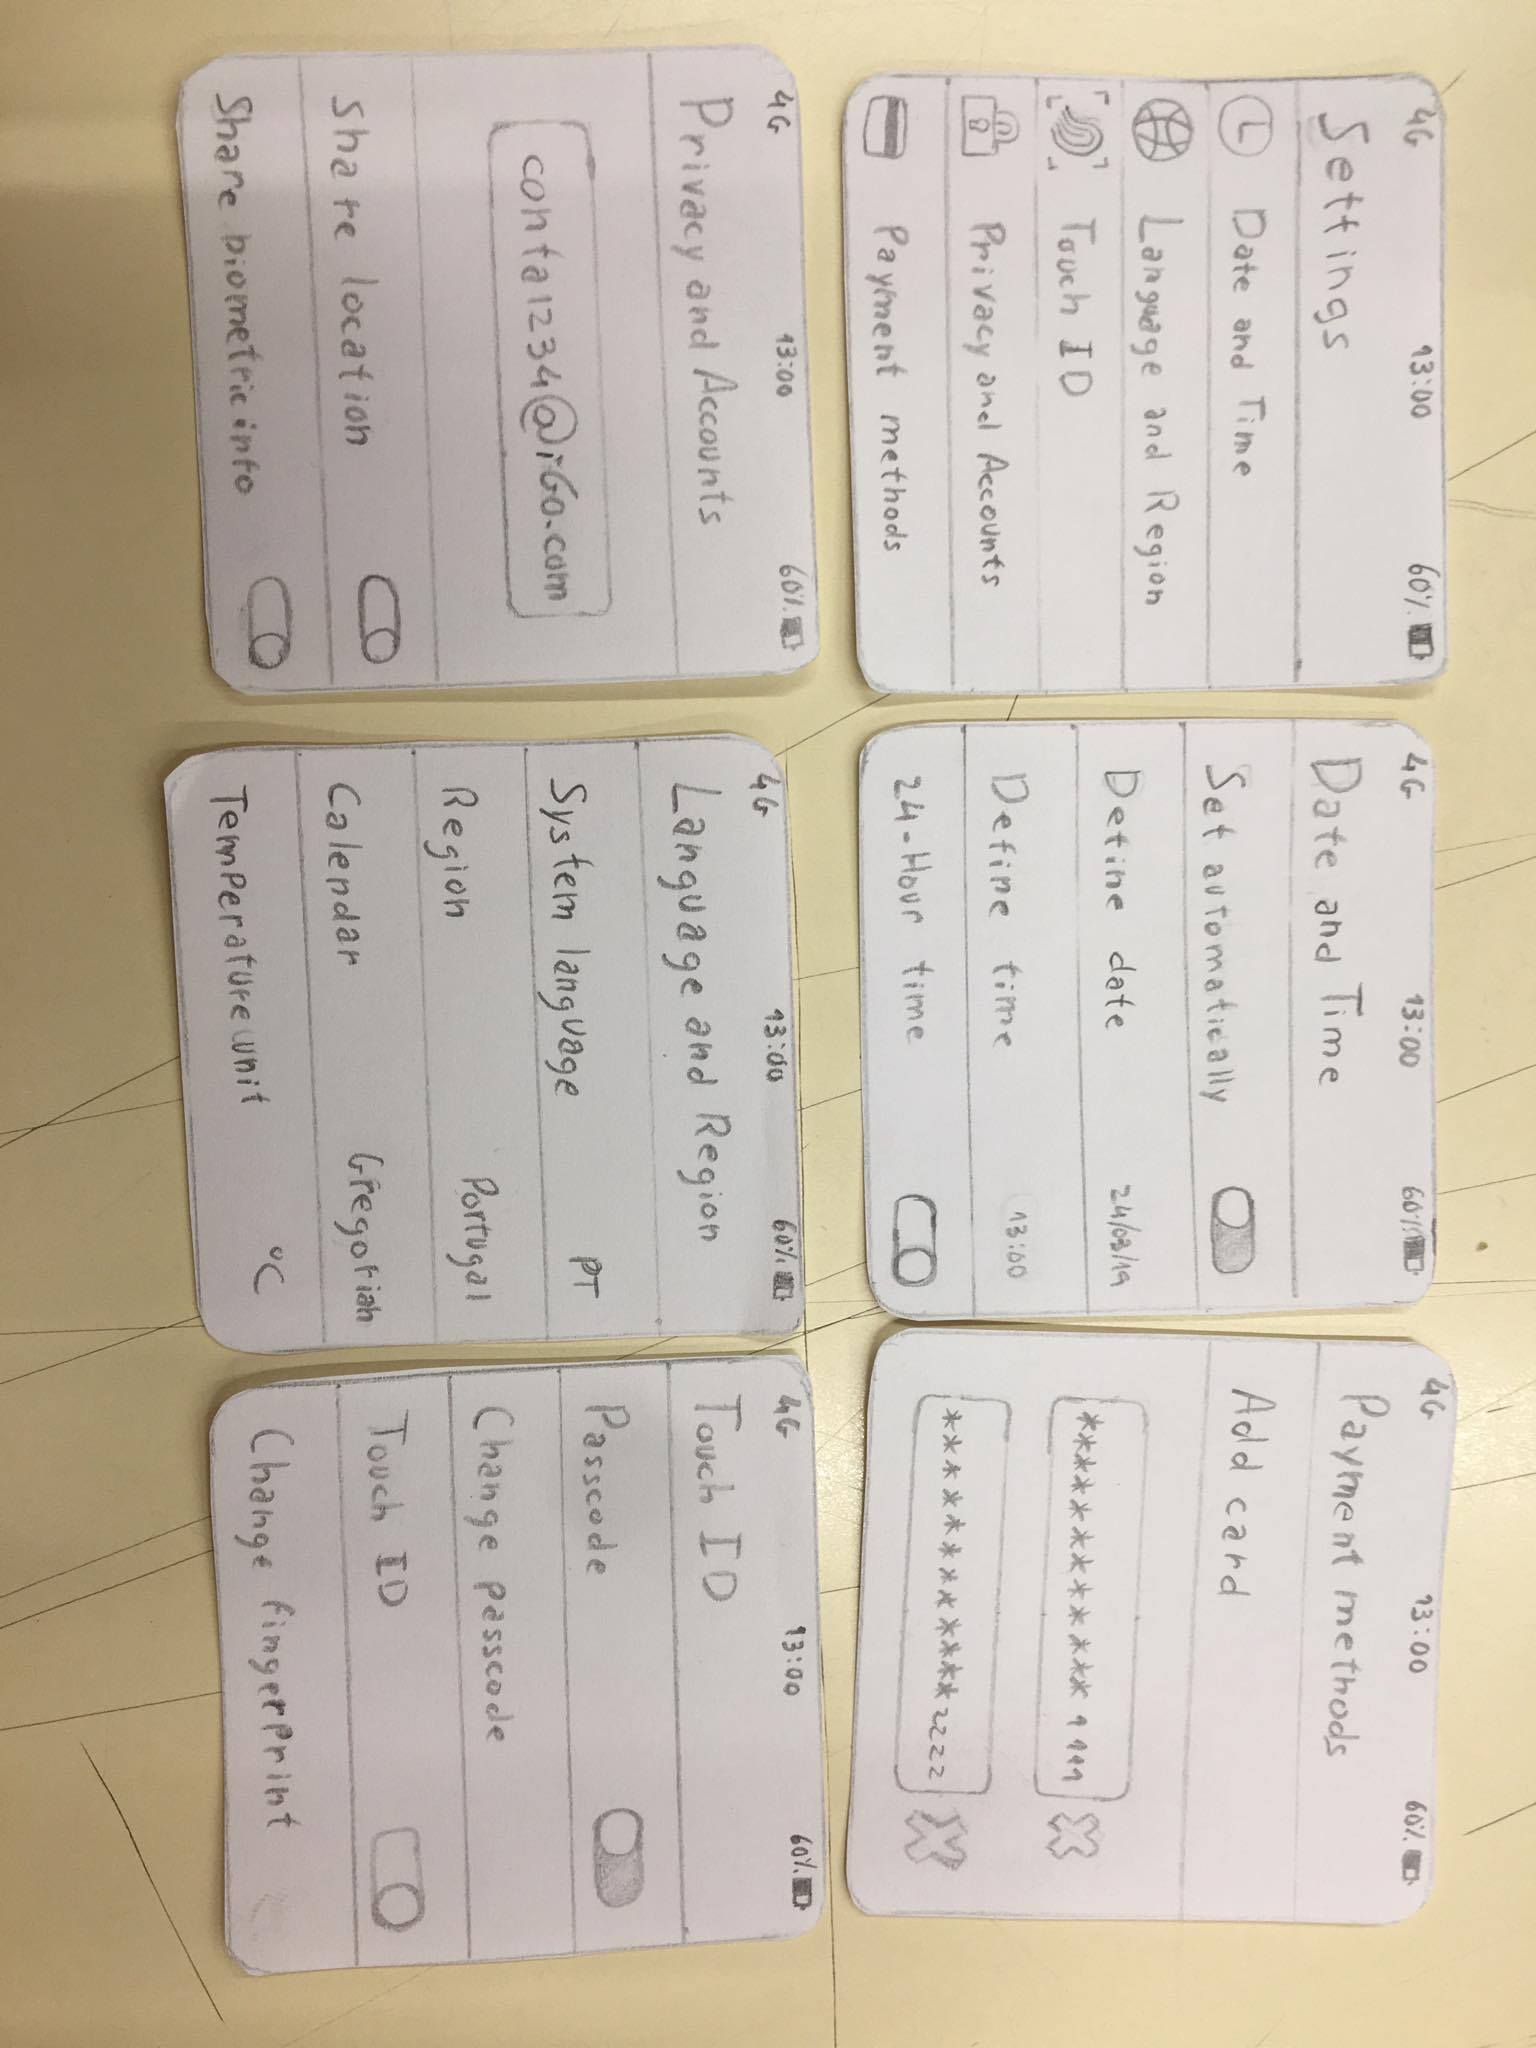 4G 13:00 60%
Settings
Date and Time
Language and Region
Touch ID
Privacy and Accounts
Payment methods
4G 13:00 60%
Date and Time
Set automatically
Define date 24/03/19
Define time 13:00
24-Hour time
4G 13:00 60%
Payment methods
Add card
************1111
************2222
4G 13:00 60%
Privacy and Accounts
conta1234@iGo.com
Share location
Share biometric info
4G 13:00 60%
Language and Region
System language PT
Region Portugal
Calendar Gregorian
Temperature unit ºC
4G 13:00 60%
Touch ID
Passcode
Change passcode
Touch ID
Change fingerprint